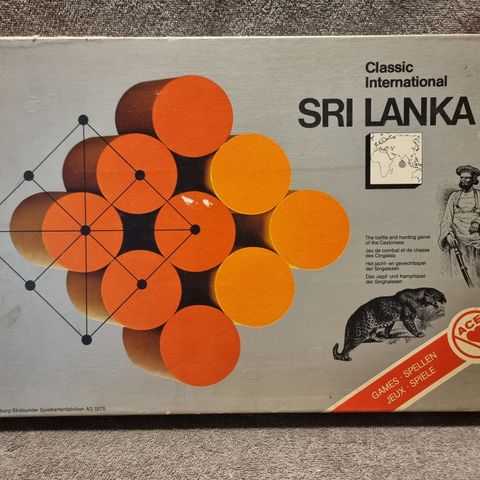 Classic
International
SRI LANKA
The battle and hunting game
of the Ceylonese
Jeu de combat et de chasse
des Cingalais
Het jacht- en gevechtsspel
der Singalezen
Das Jagd- und Kampfspiel
der Singhalesen
ACE
GAMES · SPELLEN
JEUX · SPIELE
burg-Stralsunder Spielkartenfabriken AG 1975